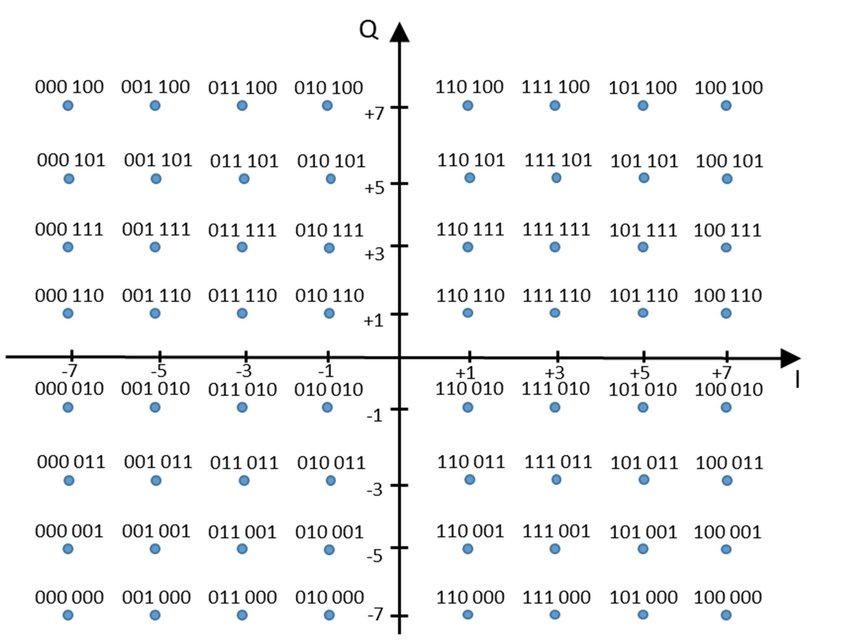 Q
000 100 001 100 011 100 010 100 110 100 111 100 101 100 100 100
+7
000 101 001 101 011 101 010 101 110 101 111 101 101 101 100 101
+5
000 111 001 111 011 111 010 111 110 111 111 111 101 111 100 111
+3
000 110 001 110 011 110 010 110 110 110 111 110 101 110 100 110
+1
-7 -5 -3 -1 +1 +3 +5 +7
I
000 010 001 010 011 010 010 010 110 010 111 010 101 010 100 010
-1
000 011 001 011 011 011 010 011 110 011 111 011 101 011 100 011
-3
000 001 001 001 011 001 010 001 110 001 111 001 101 001 100 001
-5
000 000 001 000 011 000 010 000 110 000 111 000 101 000 100 000
-7